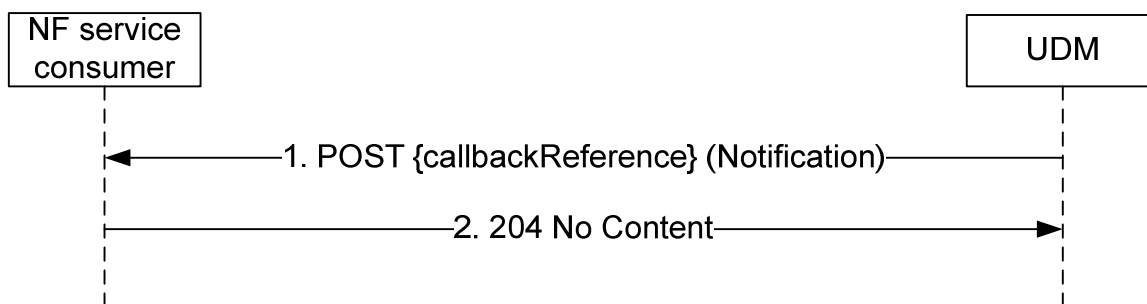 NF service
consumer
UDM
1. POST {callbackReference} (Notification)
2. 204 No Content